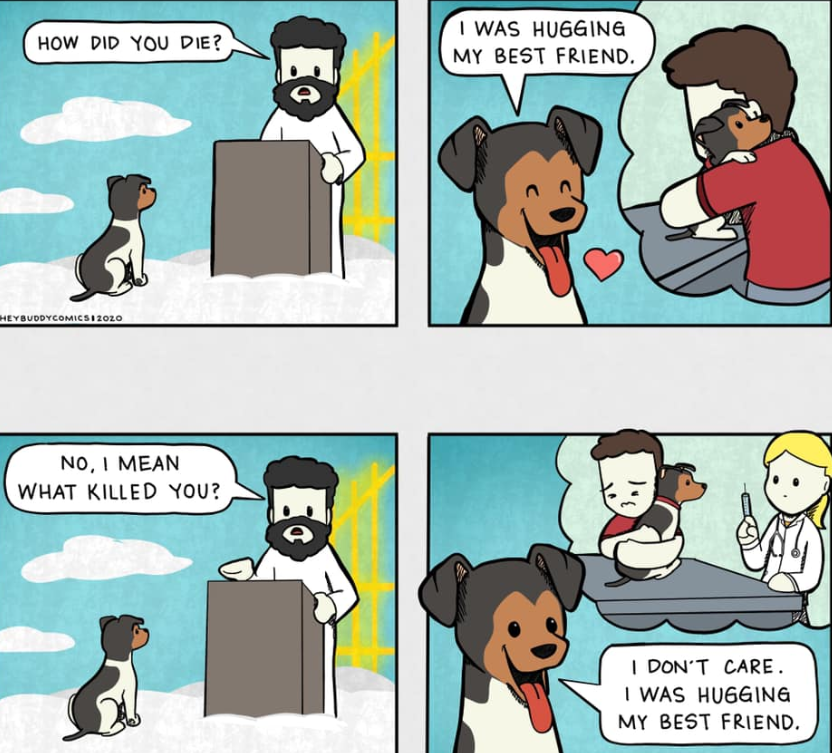 HOW DID YOU DIE?
I WAS HUGGING
MY BEST FRIEND.
HEYBUDDYCOMICS 2020
NO, I MEAN
WHAT KILLED YOU?
I DON'T CARE.
I WAS HUGGING
MY BEST FRIEND.